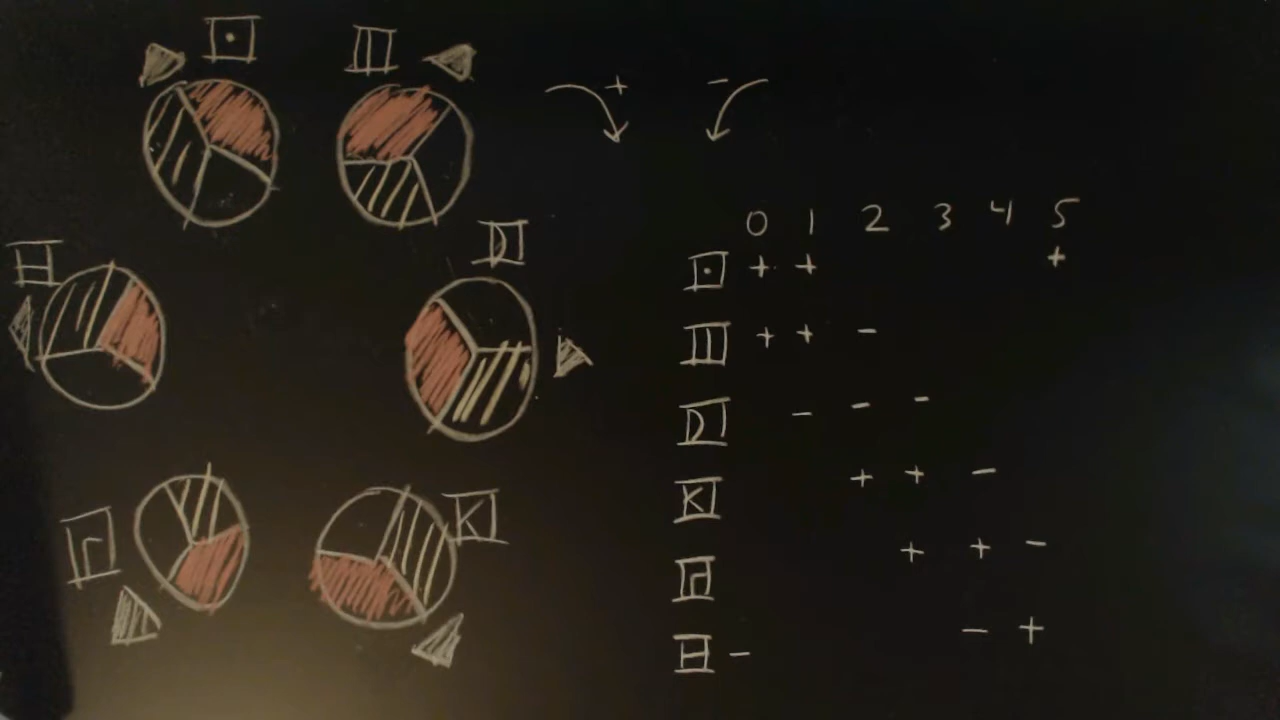 + -
0 1 2 3 4 5
+ + +
+ + -
- - -
K
K + + -
+ + -
- - +